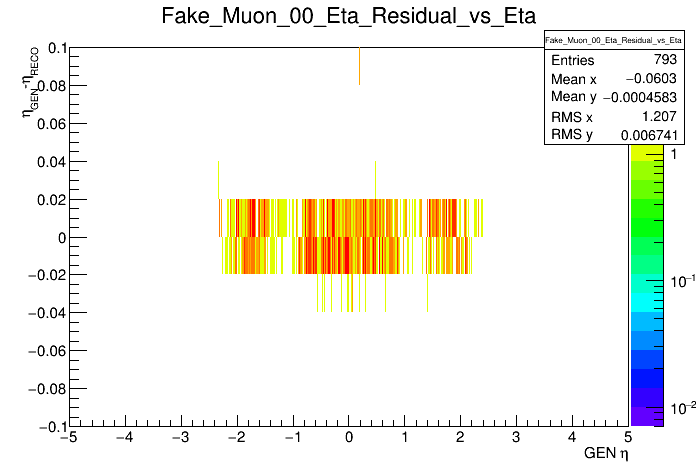 Fake_Muon_00_Eta_Residual_vs_Eta
Fake_Muon_00_Eta_Residual_vs_Eta
Entries 793
Mean x −0.0603
Mean y −0.0004583
RMS x 1.207
RMS y 0.006741
ηGEN-ηRECO
0.1
0.08
0.06
0.04
0.02
0
−0.02
−0.04
−0.06
−0.08
−0.1
−5 −4 −3 −2 −1 0 1 2 3 4 5
GEN η
1
10⁻¹
10⁻²